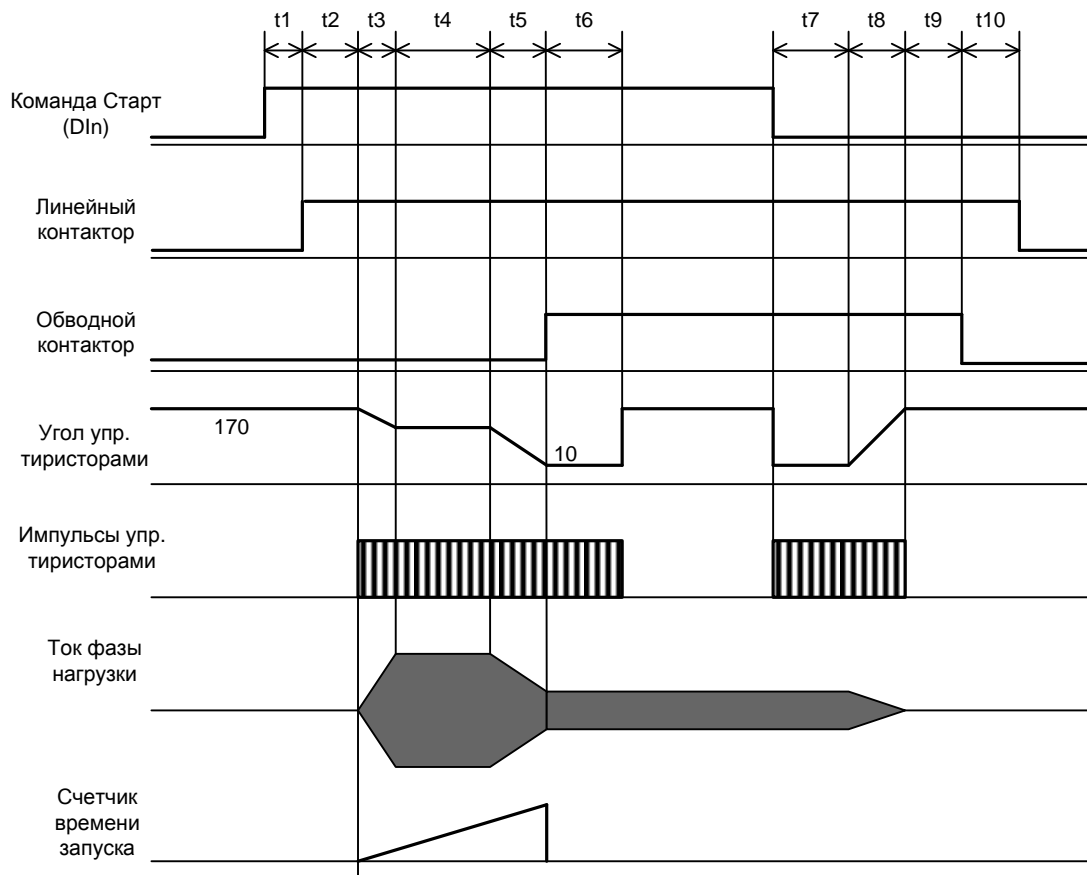 t1 t2 t3 t4 t5 t6 t7 t8 t9 t10
Команда Старт
(DIn)
Линейный
контактор
Обводной
контактор
170
Угол упр.
тиристорами
10
Импульсы упр.
тиристорами
Ток фазы
нагрузки
Счетчик
времени
запуска